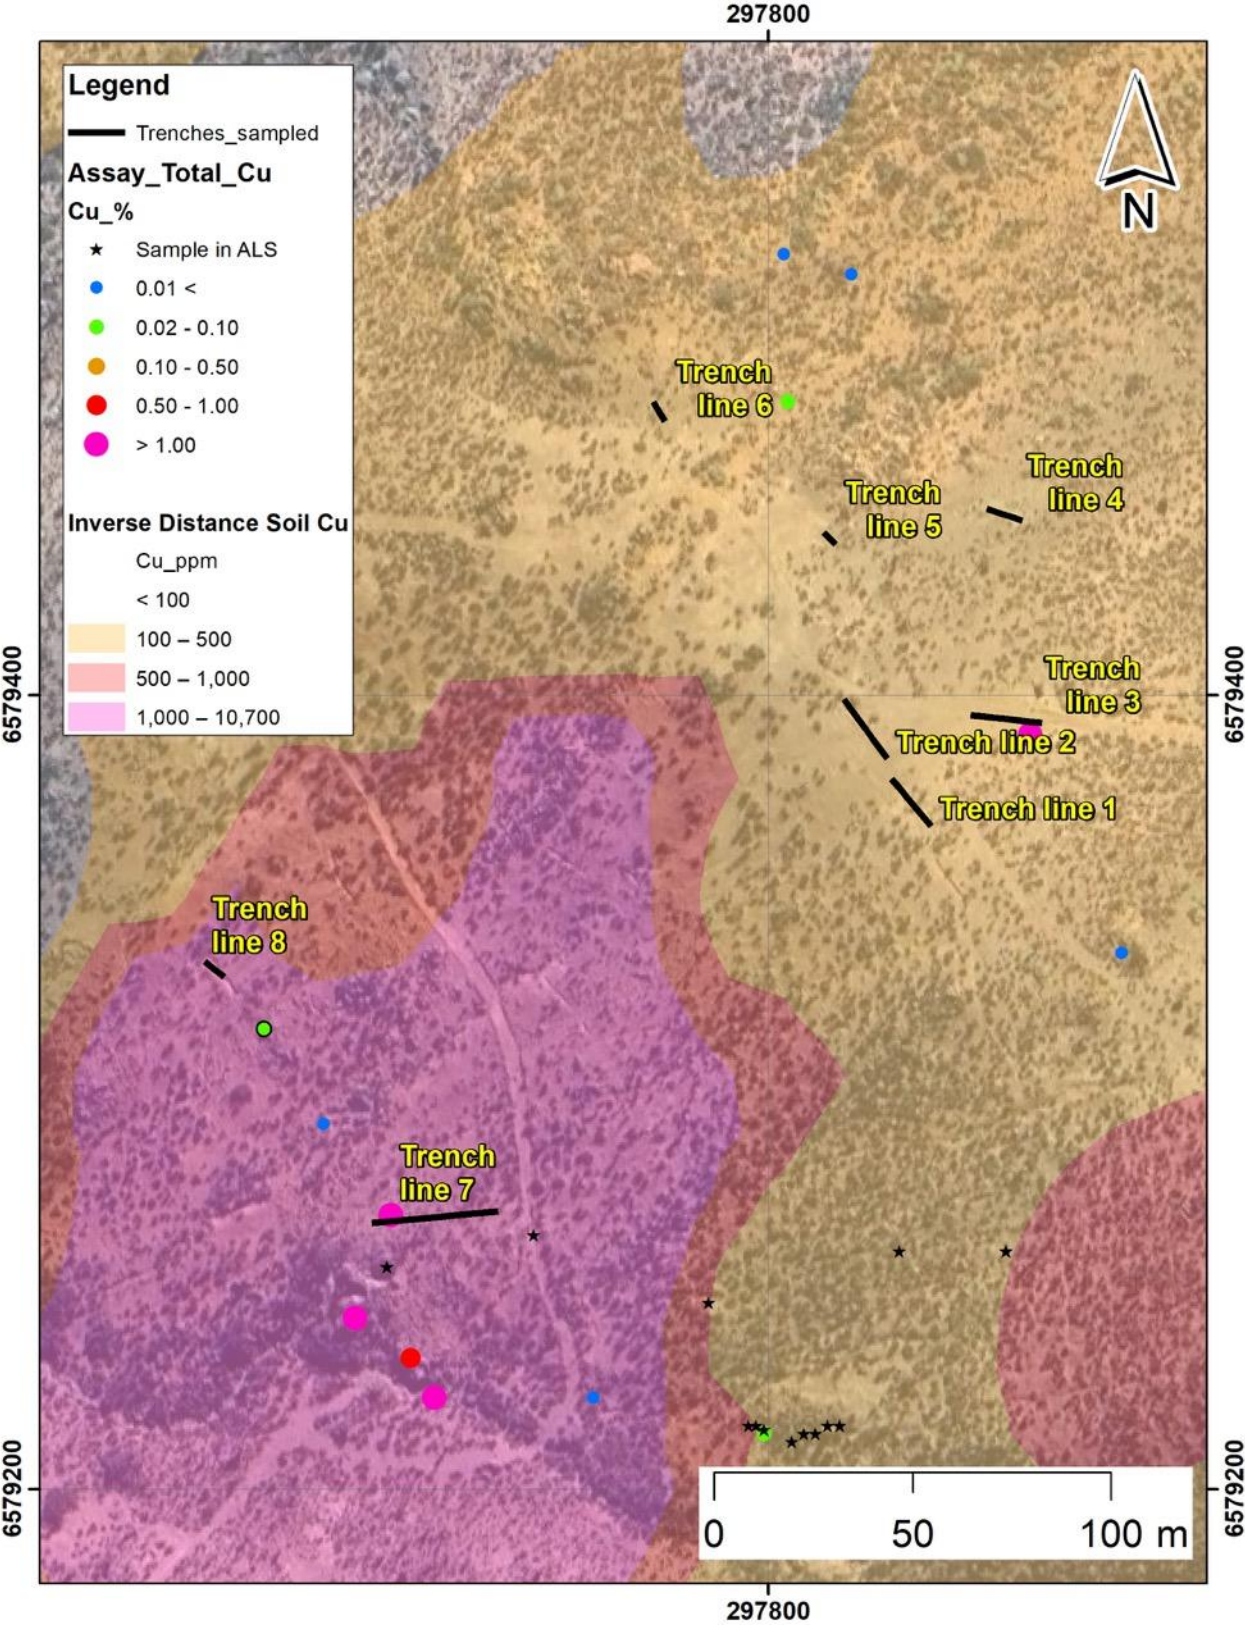 297800
Legend
Trenches_sampled
Assay_Total_Cu
Cu_%
Sample in ALS
0.01 <
0.02 - 0.10
0.10 - 0.50
0.50 - 1.00
> 1.00
Inverse Distance Soil Cu
Cu_ppm
< 100
100 – 500
500 – 1,000
1,000 – 10,700
N
Trench
line 6
Trench
line 4
Trench
line 5
6579400
6579400
Trench
line 3
Trench line 2
Trench line 1
Trench
line 8
Trench
line 7
6579200
6579200
0 50 100 m
297800